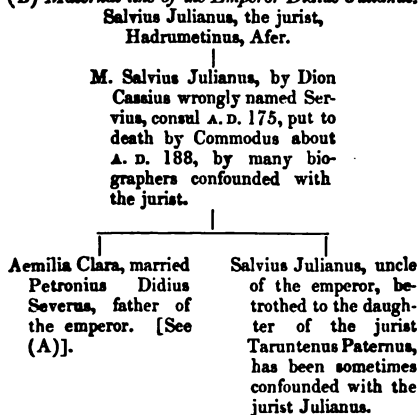 (B) Maternal line of the Emperor Didius Julianus.
Salvius Julianus, the jurist,
Hadrumetinus, Afer.
M. Salvius Julianus, by Dion
Cassius wrongly named Ser-
vius, consul A. D. 175, put to
death by Commodus about
A. D. 188, by many bio-
graphers confounded with
the jurist.
Aemilia Clara, married
Petronius Didius
Severus, father of
the emperor. [See
(A)].
Salvius Julianus, uncle
of the emperor, be-
trothed to the daugh-
ter of the jurist
Taruntenus Paternus,
has been sometimes
confounded with the
jurist Julianus.